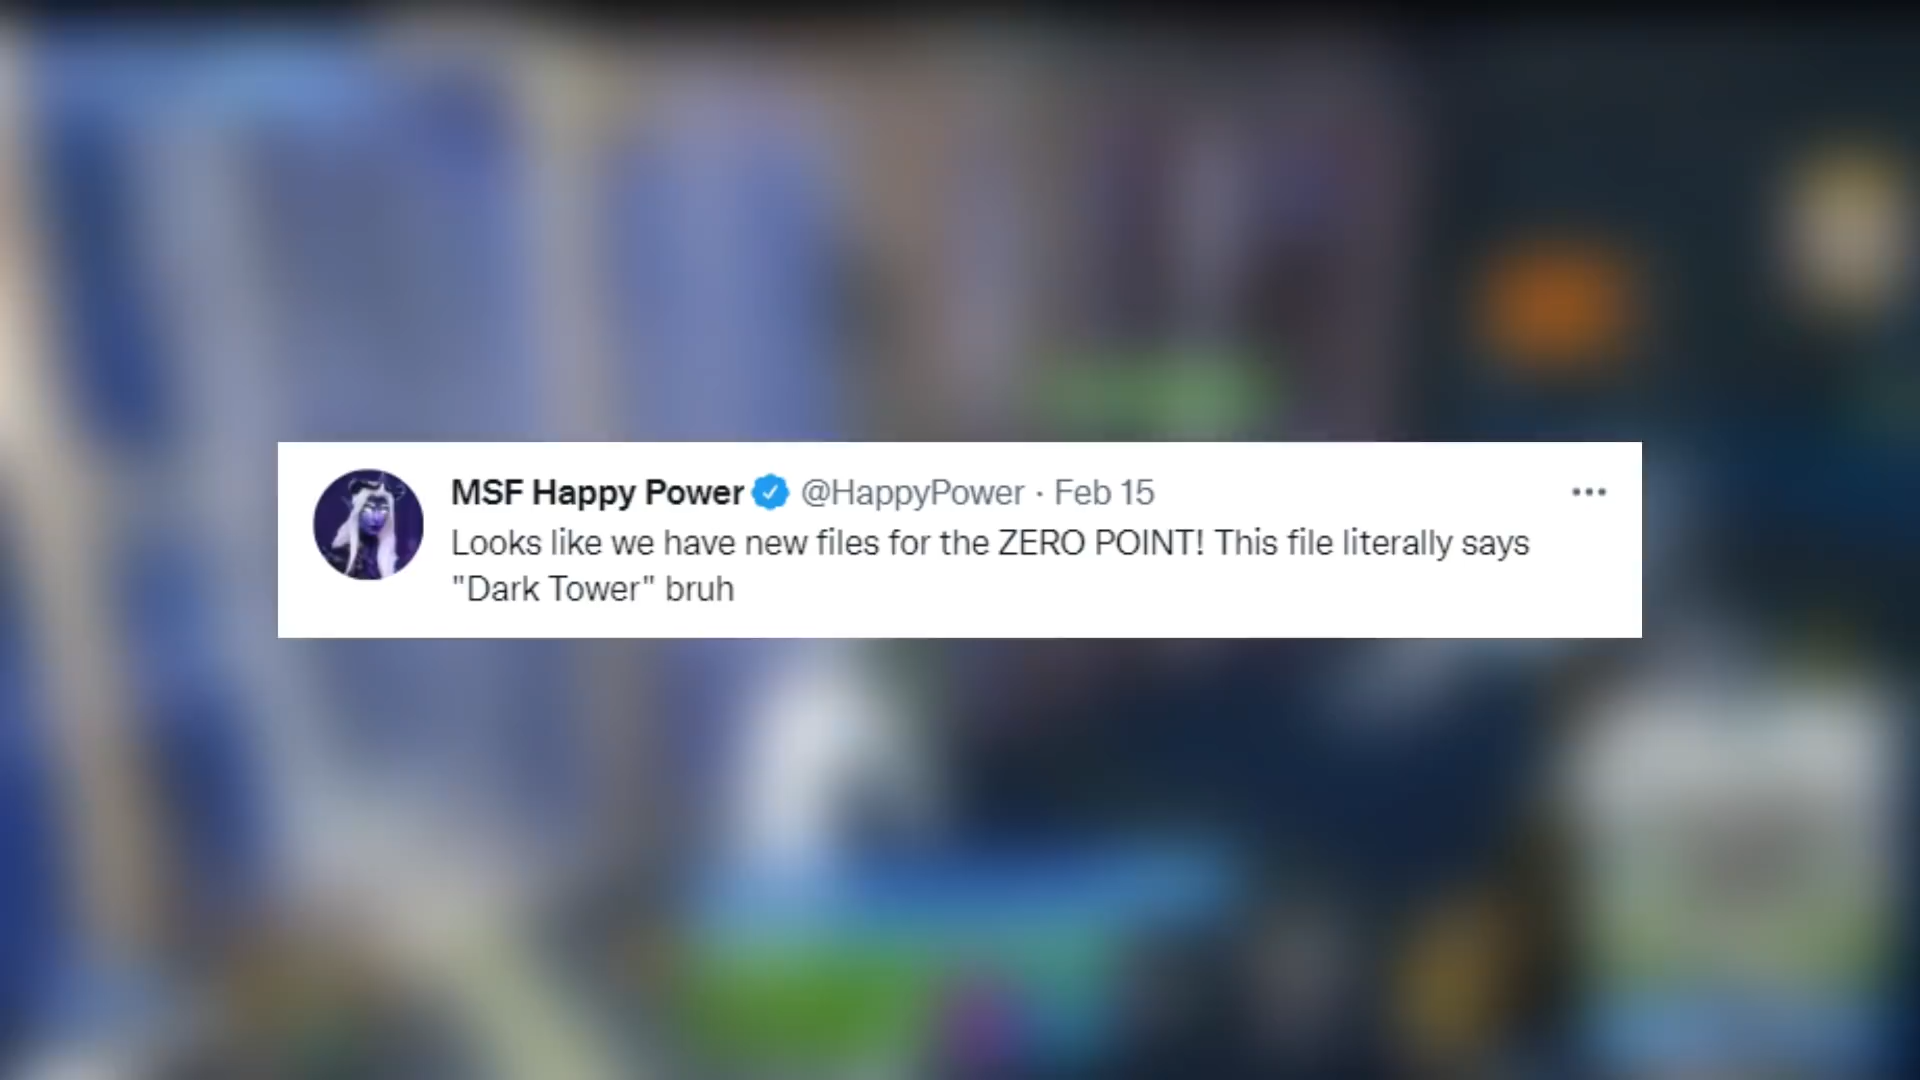 MSF Happy Power @HappyPower · Feb 15
Looks like we have new files for the ZERO POINT! This file literally says
"Dark Tower" bruh